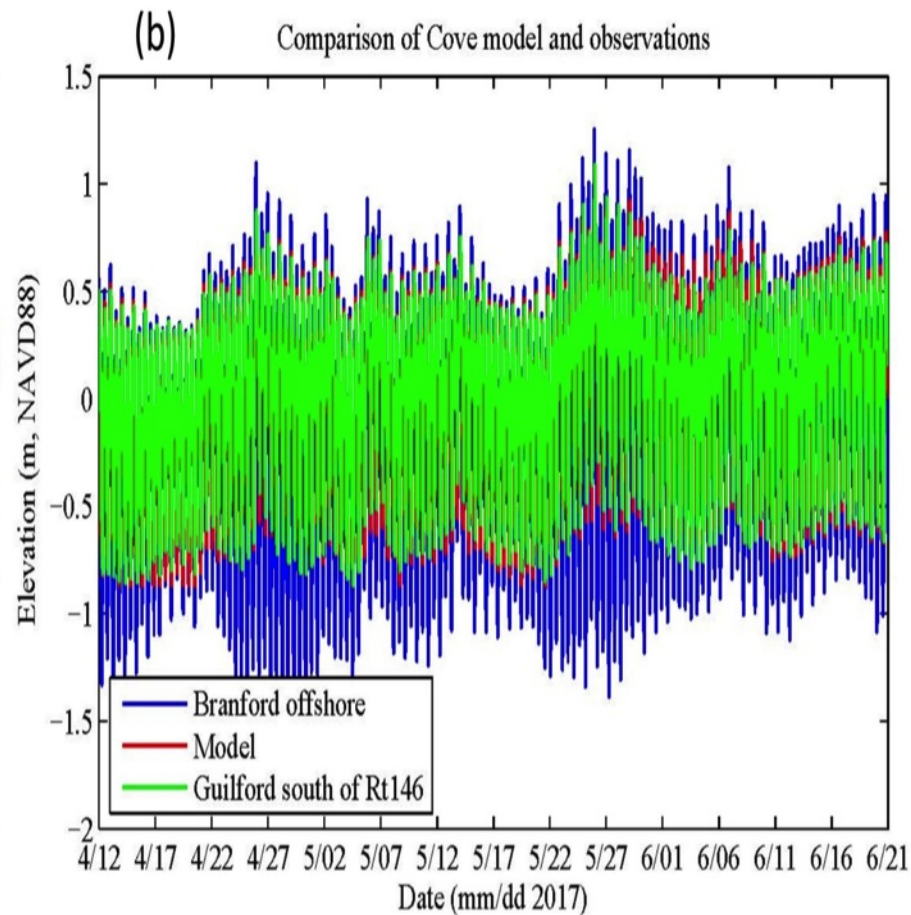 (b)
Comparison of Cove model and observations
1.5
1
0.5
0
−0.5
−1
−1.5
−2
Elevation (m, NAVD88)
Branford offshore
Model
Guilford south of Rt146
4/12 4/17 4/22 4/27 5/02 5/07 5/12 5/17 5/22 5/27 6/01 6/06 6/11 6/16 6/21
Date (mm/dd 2017)